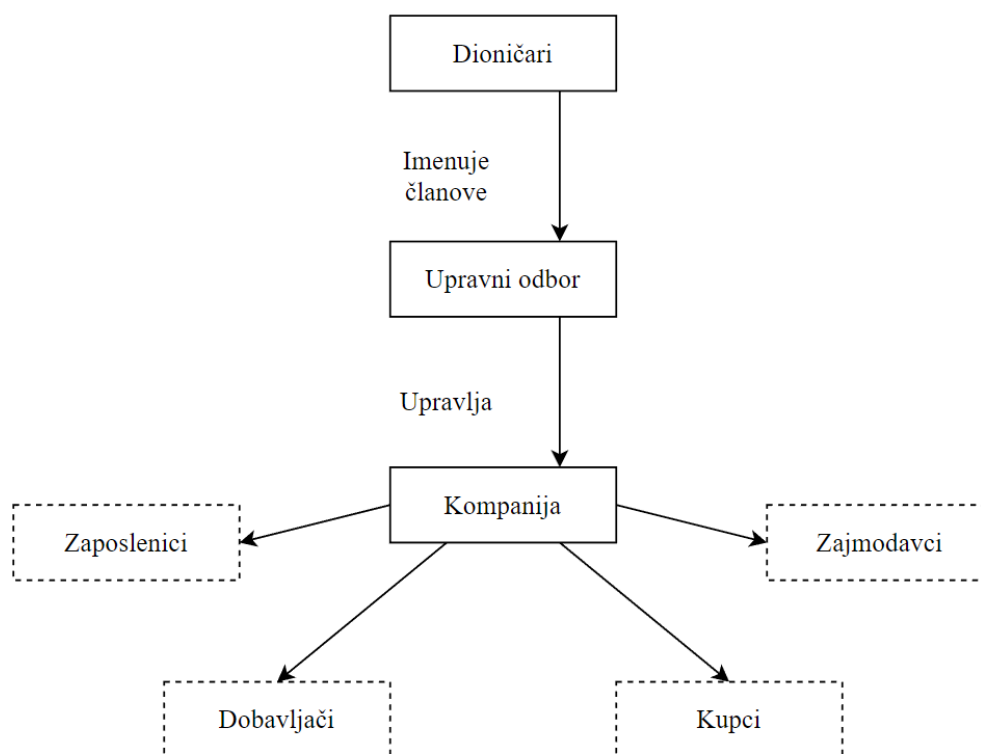 Dioničari
Imenuje
članove
Upravni odbor
Upravlja
Kompanija
Zaposlenici
Zajmodavci
Dobavljači
Kupci